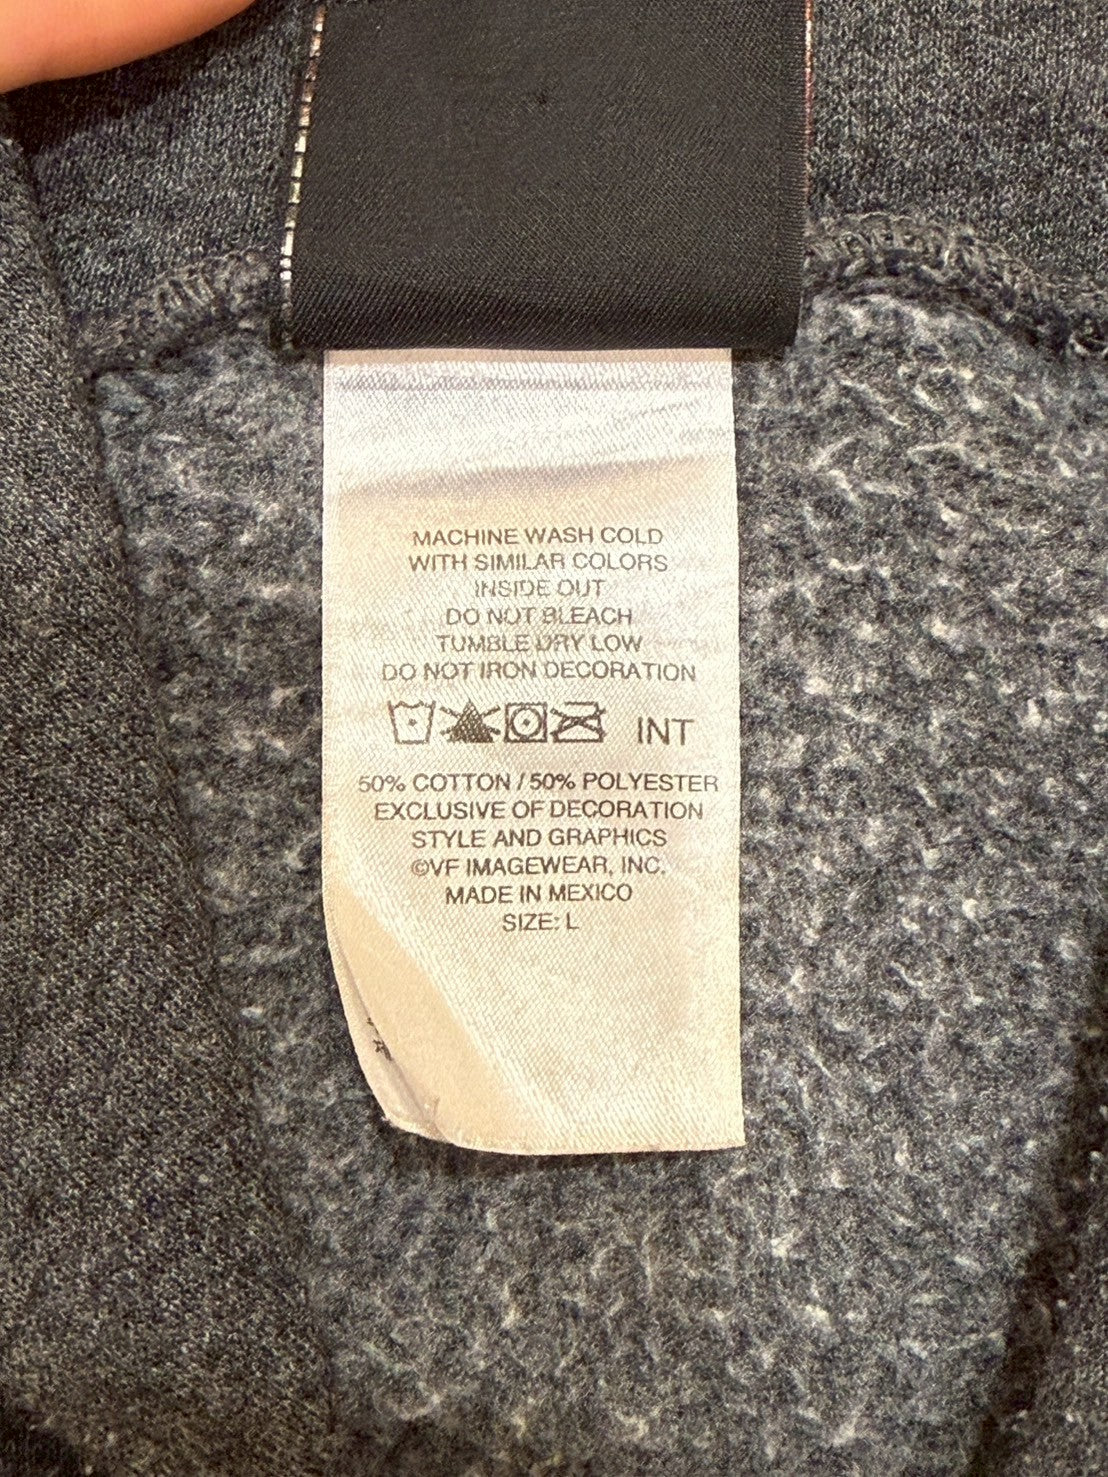 MACHINE WASH COLD
WITH SIMILAR COLORS
INSIDE OUT
DO NOT BLEACH
TUMBLE DRY LOW
DO NOT IRON DECORATION
INT
50% COTTON / 50% POLYESTER
EXCLUSIVE OF DECORATION
STYLE AND GRAPHICS
©VF IMAGEWEAR, INC.
MADE IN MEXICO
SIZE: L